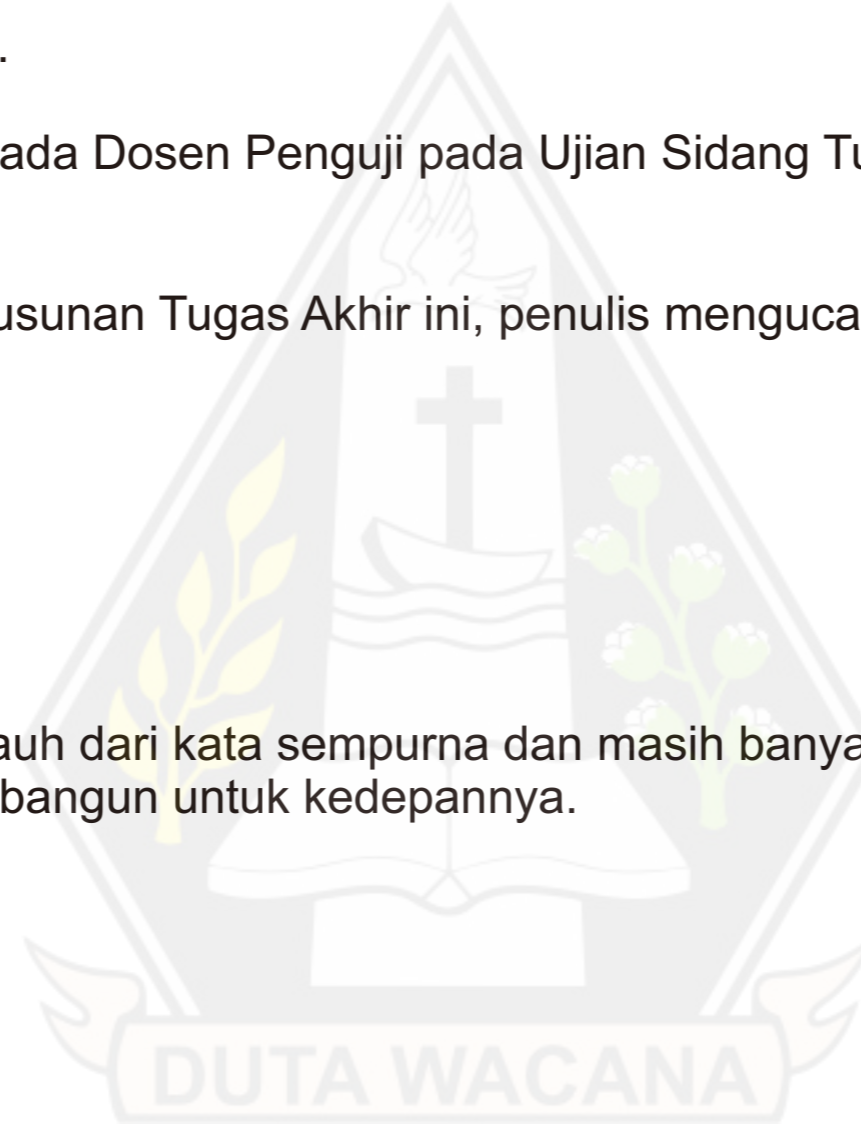 .
ada Dosen Penguji pada Ujian Sidang Tu
usunan Tugas Akhir ini, penulis menguca
auh dari kata sempurna dan masih banya
bangun untuk kedepannya.
DUTA WACANA